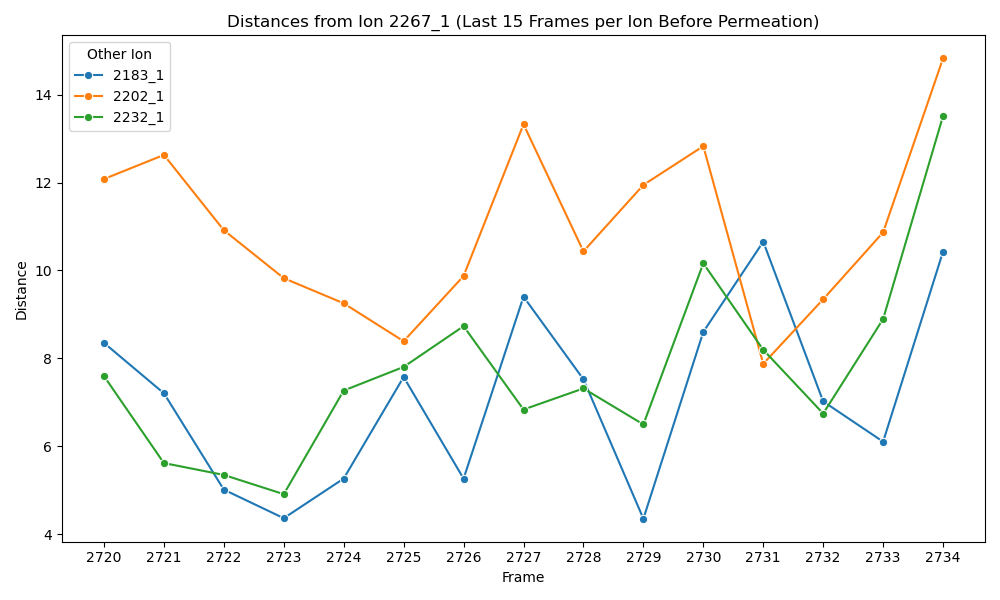 Distances from Ion 2267_1 (Last 15 Frames per Ion Before Permeation)
Other Ion
2183_1
2202_1
2232_1
Distance
14
12
10
8
6
4
2720 2721 2722 2723 2724 2725 2726 2727 2728 2729 2730 2731 2732 2733 2734
Frame